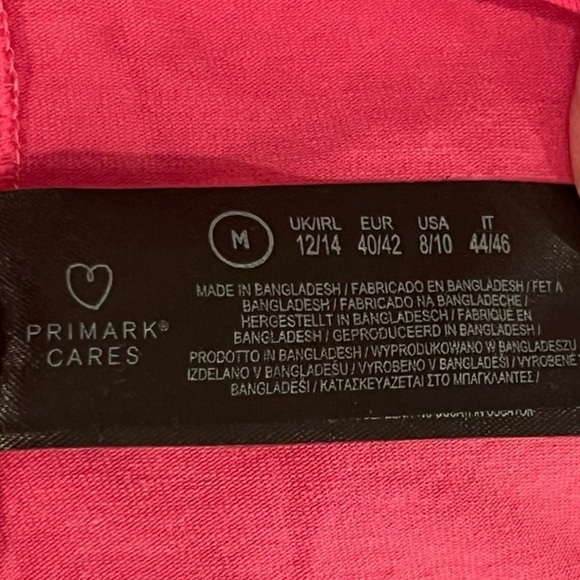 M
UK/IRL EUR USA IT
12/14 40/42 8/10 44/46
PRIMARK®
CARES
MADE IN BANGLADESH / FABRICADO EN BANGLADESH / FET A
BANGLADESH / FABRICADO NA BANGLADECHE /
HERGESTELLT IN BANGLADESCH / FABRIQUÉ EN
BANGLADESH / GEPRODUCEERD IN BANGLADESH /
PRODOTTO IN BANGLADESH / WYPRODUKOWANO W BANGLADESZU
IZDELANO V BANGLADEŠU / VYROBENO V BANGLADÉŠI / VYROBENÉ
BANGLADÉŠI / ΚΑΤΑΣΚΕΥΑΖΕΤΑΙ ΣΤΟ ΜΠΑΓΚΛΑΝΤΕΣ /